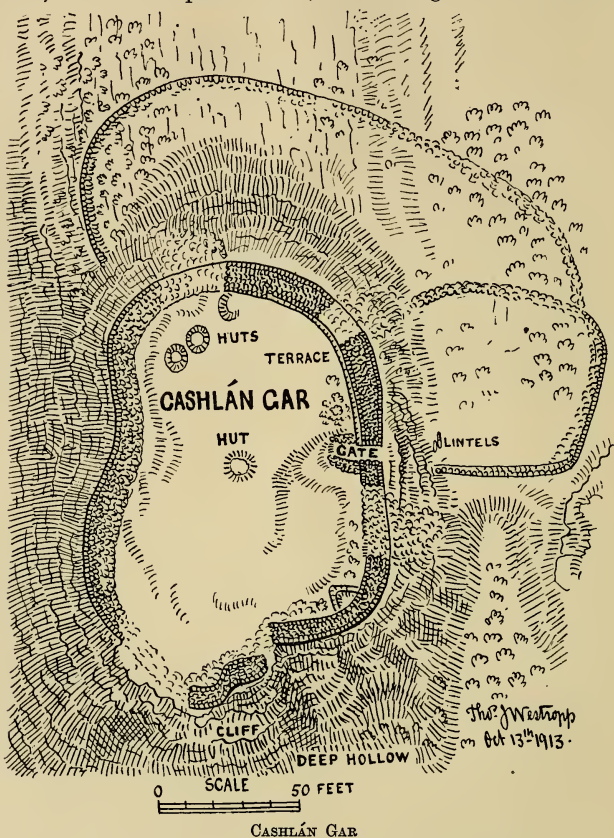 HUTS
TERRACE
CASHLÁN GAR
HUT
GATE
LINTELS
Thos. J Westropp
Oct 13th 1913.
CLIFF
DEEP HOLLOW
SCALE
0 50 FEET
CASHLÁN GAR